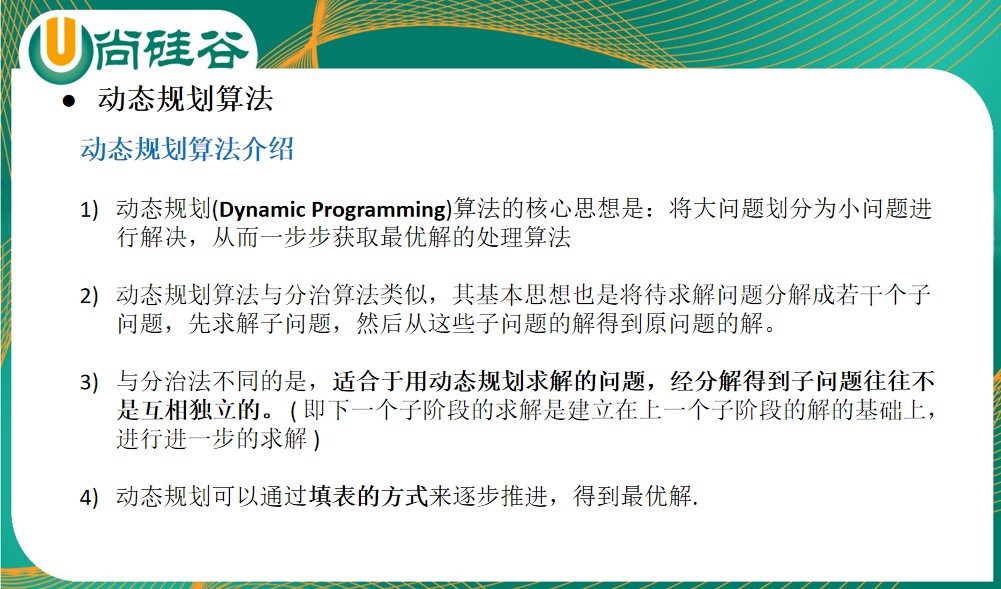 尚硅谷
● 动态规划算法
动态规划算法介绍
1) 动态规划(Dynamic Programming)算法的核心思想是：将大问题划分为小问题进
行解决，从而一步步获取最优解的处理算法
2) 动态规划算法与分治算法类似，其基本思想也是将待求解问题分解成若干个子
问题，先求解子问题，然后从这些子问题的解得到原问题的解。
3) 与分治法不同的是，适合于用动态规划求解的问题，经分解得到子问题往往不
是互相独立的。 ( 即下一个子阶段的求解是建立在上一个子阶段的解的基础上，
进行进一步的求解 )
4) 动态规划可以通过填表的方式来逐步推进，得到最优解.